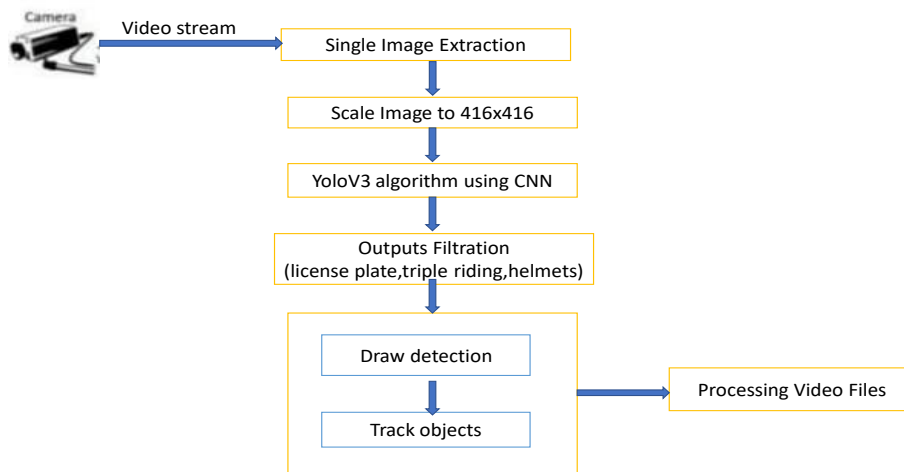 Camera
Video stream
Single Image Extraction
Scale Image to 416x416
YoloV3 algorithm using CNN
Outputs Filtration
(license plate,triple riding,helmets)
Draw detection
Track objects
Processing Video Files